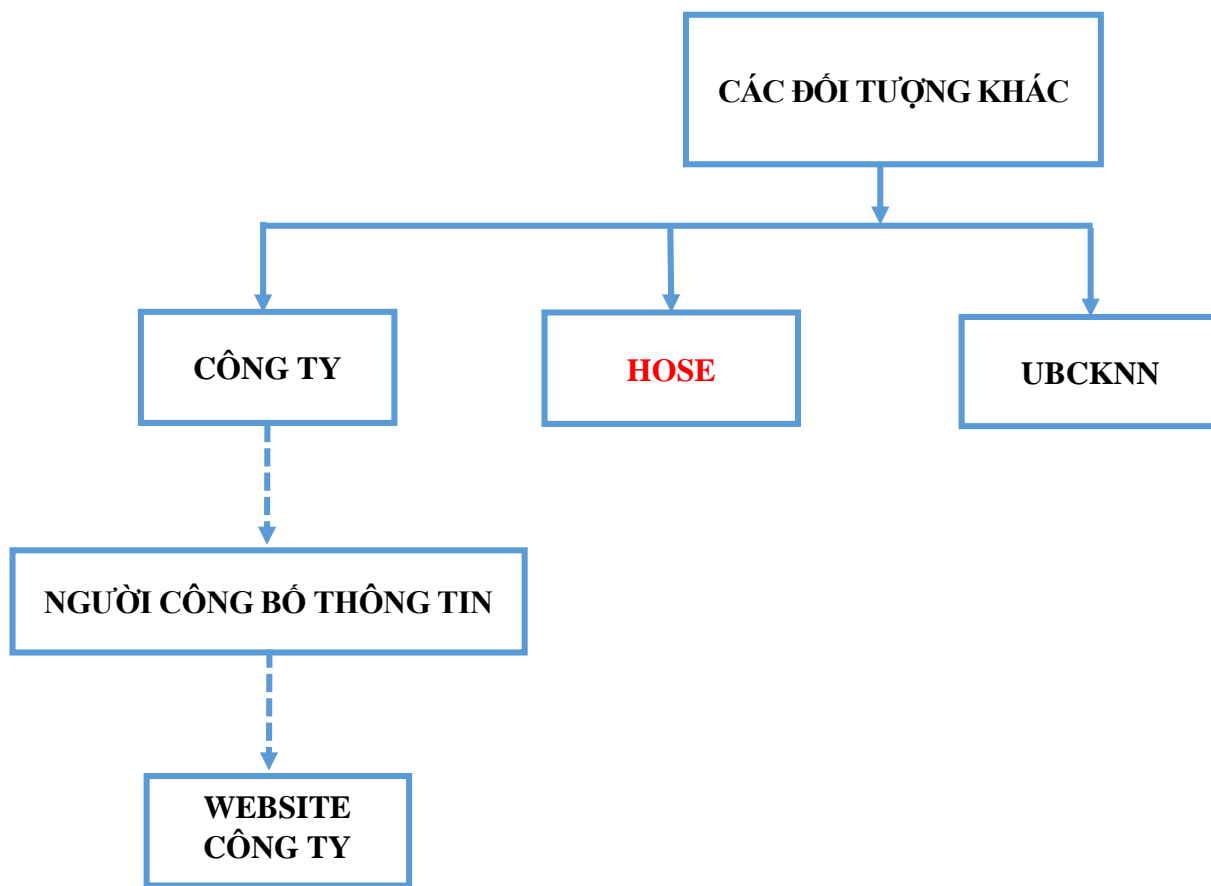 CÁC ĐỐI TƯỢNG KHÁC
CÔNG TY
HOSE
UBCKNN
NGƯỜI CÔNG BỐ THÔNG TIN
WEBSITE
CÔNG TY